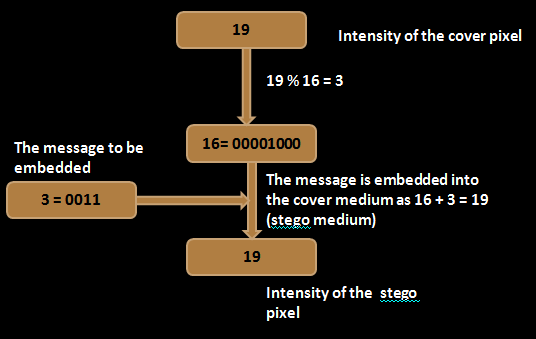 19
Intensity of the cover pixel
19 % 16 = 3
16= 00001000
The message to be
embedded
3 = 0011
The message is embedded into
the cover medium as 16 + 3 = 19
(stego medium)
19
Intensity of the stego
pixel